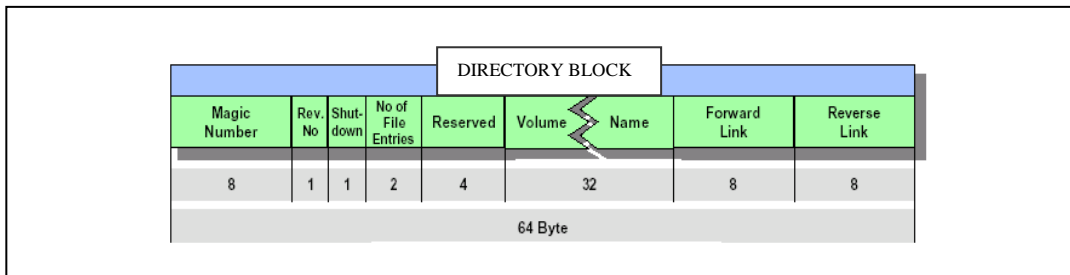 DIRECTORY BLOCK
Magic Number
Rev. No
Shut-down
No of File Entries
Reserved
Volume Name
Forward Link
Reverse Link
8 1 1 2 4 32 8 8
64 Byte